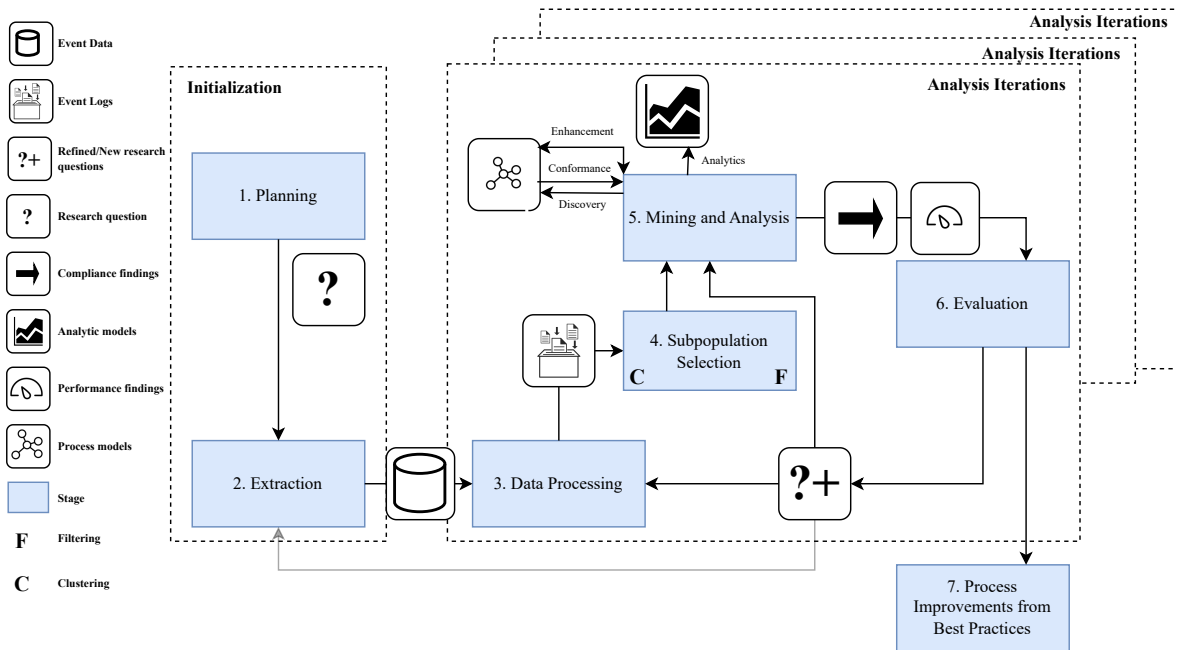 Event Data
Event Logs
?+
Refined/New research
questions
?
Research question
Compliance findings
Analytic models
Performance findings
Process models
Stage
F
Filtering
C
Clustering
Initialization
1. Planning
?
2. Extraction
Analysis Iterations
Analysis Iterations
Analysis Iterations
Enhancement
Conformance
Discovery
Analytics
5. Mining and Analysis
6. Evaluation
4. Subpopulation
Selection
C
F
3. Data Processing
?+
7. Process
Improvements from
Best Practices